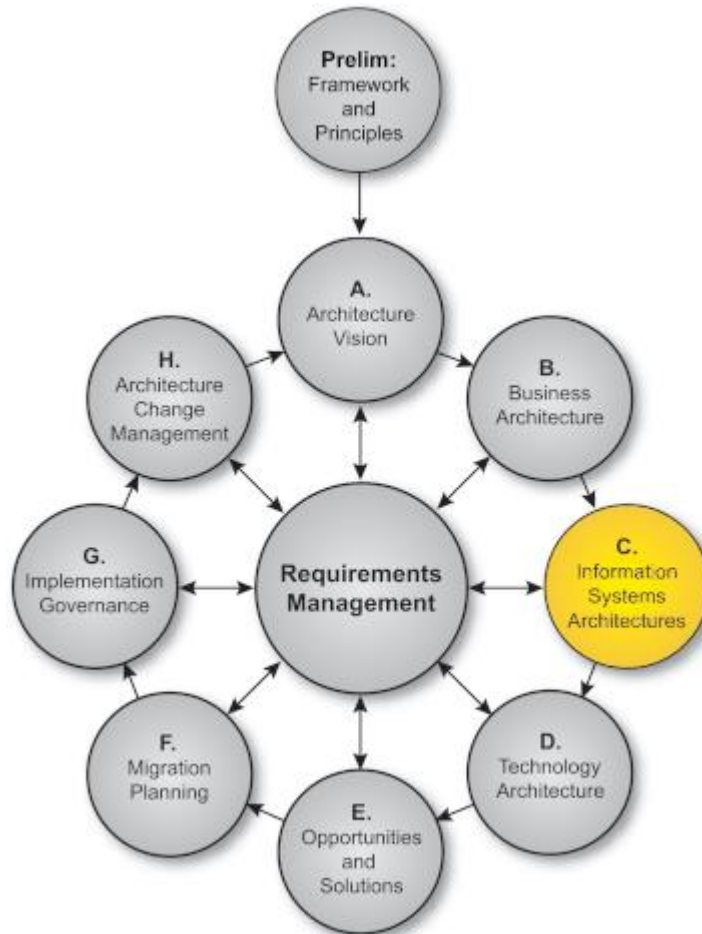 Prelim:
Framework
and
Principles
A.
Architecture
Vision
B.
Business
Architecture
C.
Information
Systems
Architectures
D.
Technology
Architecture
E.
Opportunities
and
Solutions
F.
Migration
Planning
G.
Implementation
Governance
H.
Architecture
Change
Management
Requirements
Management